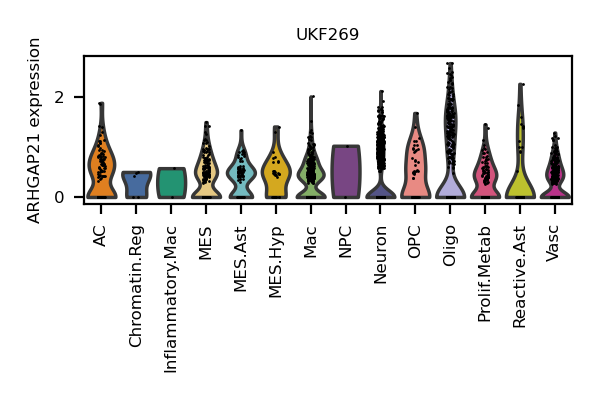 UKF269
ARHGAP21 expression
2
0
AC
Chromatin.Reg
Inflammatory.Mac
MES
MES.Ast
MES.Hyp
Mac
NPC
Neuron
OPC
Oligo
Prolif.Metab
Reactive.Ast
Vasc